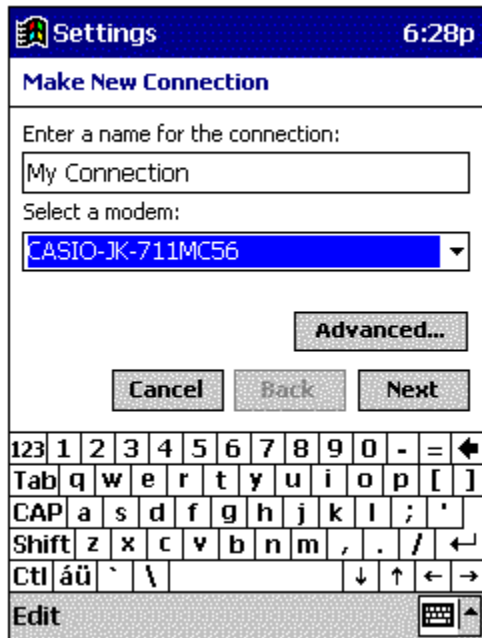 Settings 6:28p
Make New Connection
Enter a name for the connection:
My Connection
Select a modem:
CASIO-JK-711MC56
Advanced...
Cancel Back Next
123 1 2 3 4 5 6 7 8 9 0 - =
Tab q w e r t y u i o p [ ]
CAP a s d f g h j k l ; '
Shift z x c v b n m , . /
Ctl áü ` \
Edit